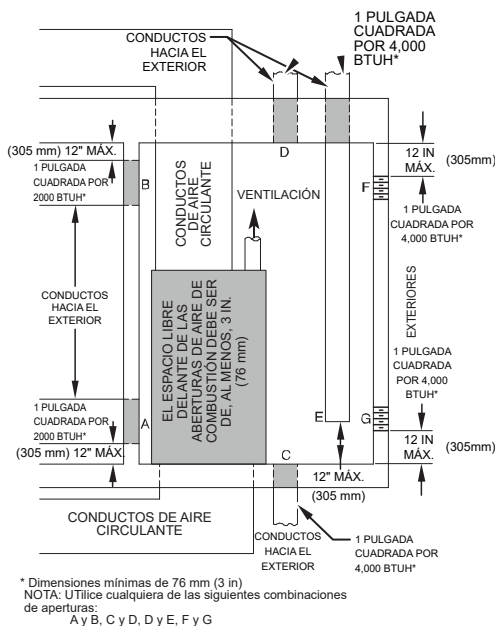 1 PULGADA
CUADRADA
POR 4,000
BTUH*
CONDUCTOS
HACIA EL
EXTERIOR
(305 mm) 12" MÁX.
1 PULGADA
CUADRADA POR
2000 BTUH*
B
CONDUCTOS
DE AIRE
CIRCULANTE
D
VENTILACIÓN
12 IN
MÁX.
(305mm)
F
1 PULGADA
CUADRADA POR
4,000 BTUH*
CONDUCTOS
HACIA EL
EXTERIOR
EL ESPACIO LIBRE
DELANTE DE LAS
ABERTURAS DE AIRE DE
COMBUSTIÓN DEBE SER
DE, AL MENOS, 3 IN.
(76 mm)
EXTERIORES
1 PULGADA
CUADRADA
POR 4,000
BTUH*
1 PULGADA
CUADRADA POR
2000 BTUH*
A
E
G
(305 mm) 12" MÁX.
C
12 IN
MÁX.
(305mm)
12" MÁX.
(305 mm)
CONDUCTOS DE AIRE
CIRCULANTE
CONDUCTOS
HACIA EL
EXTERIOR
1 PULGADA
CUADRADA POR
4,000 BTUH*
* Dimensiones mínimas de 76 mm (3 in)
NOTA: UTilice cualquiera de las siguientes combinaciones
de aperturas:
A y B, C y D, D y E, F y G